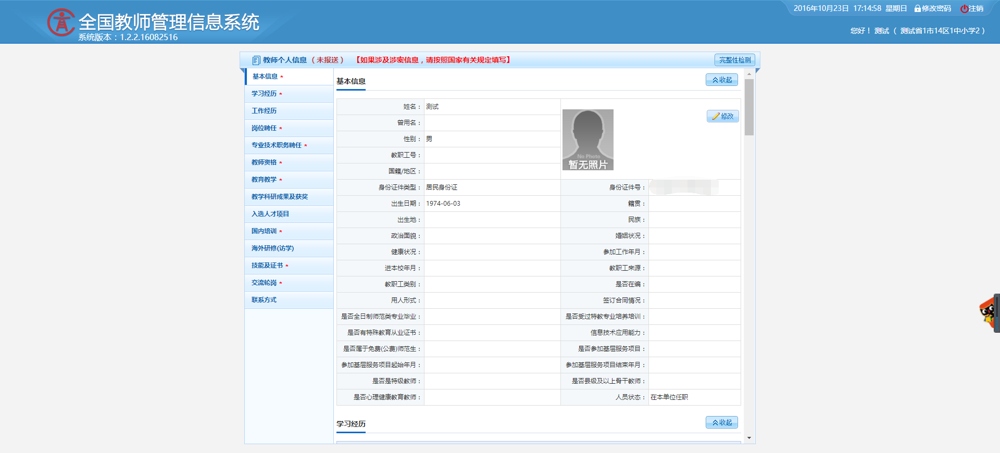 2016年10月23日 17:14:58 星期日 修改密码 注销
全国教师管理信息系统
系统版本：1.2.2.16082516
您好！ 测试 （ 测试省1市14区1中小学2 ）
教师个人信息 （ 未报送 ） 【如果涉及涉密信息，请按照国家有关规定填写】 完整性检测
基本信息 *
学习经历 *
工作经历
岗位聘任 *
专业技术职务聘任 *
教师资格 *
教育教学 *
教学科研成果及获奖
入选人才项目
国内培训 *
海外研修(访学)
技能及证书 *
交流轮岗 *
联系方式
基本信息 收起
姓名： 测试
修改
曾用名：
性别： 男
教职工号：
国籍/地区：
No Photo
暂无照片
身份证件类型： 居民身份证 身份证件号：
出生日期： 1974-06-03 籍贯：
出生地： 民族：
政治面貌： 婚姻状况：
健康状况： 参加工作年月：
进本校年月： 教职工来源：
教职工类别： 是否在编：
用人形式： 签订合同情况：
是否全日制师范类专业毕业： 是否受过特教专业培养培训：
是否有特殊教育从业证书： 信息技术应用能力：
是否属于免费(公费)师范生： 是否参加基层服务项目：
参加基层服务项目起始年月： 参加基层服务项目结束年月：
是否是特级教师： 是否县级及以上骨干教师：
是否心理健康教育教师： 人员状态： 在本单位任职
学习经历 收起